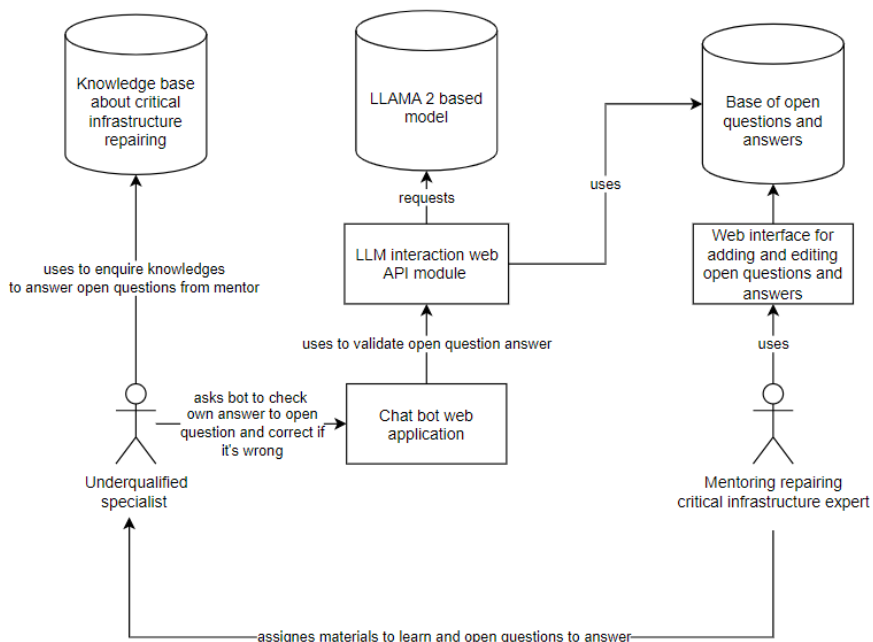 Knowledge base
about critical
infrastructure
repairing
LLAMA 2 based
model
Base of open
questions and
answers
requests
uses
LLM interaction web
API module
Web interface for
adding and editing
open questions and
answers
uses to enquire knowledges
to answer open questions from mentor
uses to validate open question answer
uses
asks bot to check
own answer to open
question and correct if
it's wrong
Chat bot web
application
Underqualified
specialist
Mentoring repairing
critical infrastructure expert
assignes materials to learn and open questions to answer